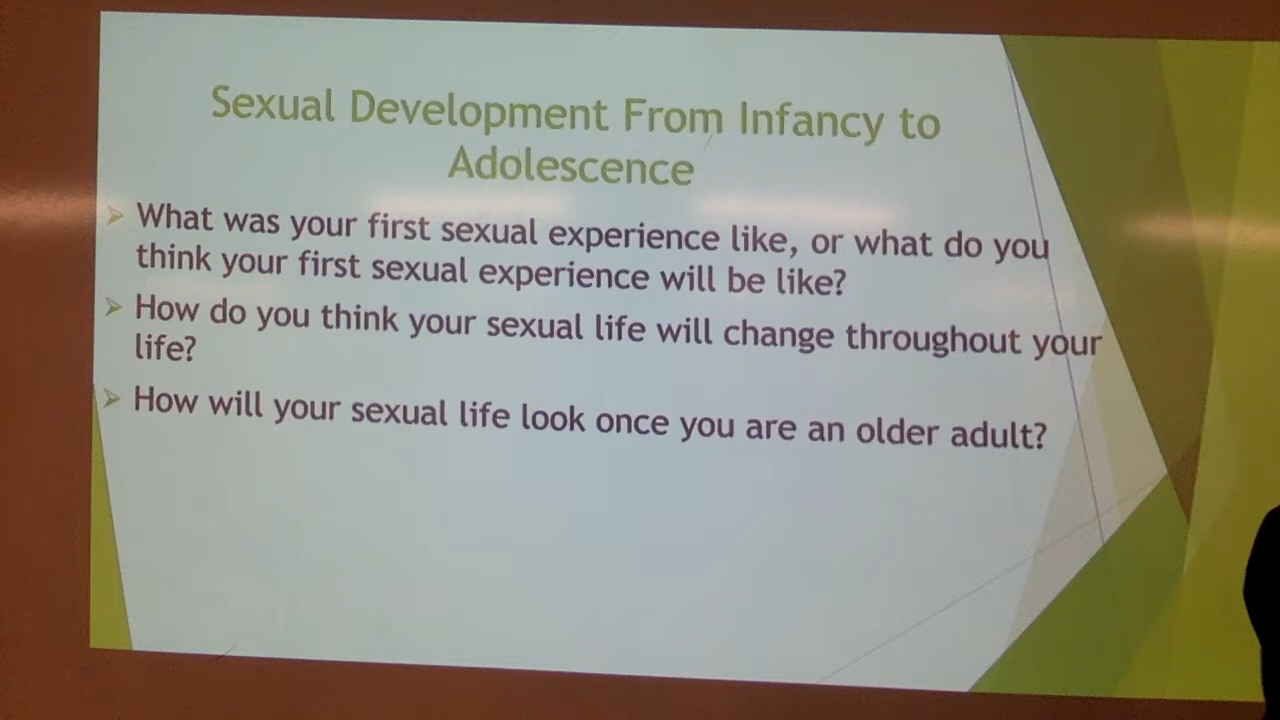 Sexual Development From Infancy to
Adolescence
What was your first sexual experience like, or what do you
think your first sexual experience will be like?
How do you think your sexual life will change throughout your
life?
How will your sexual life look once you are an older adult?